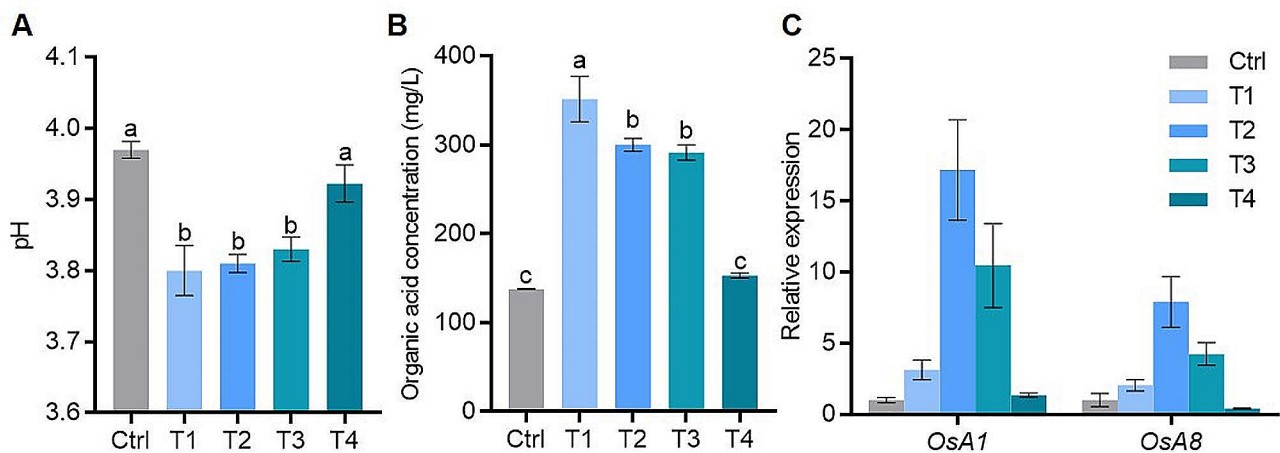 A
4.1
4.0
3.9
3.8
3.7
3.6
pH
a
b
b
b
a
Ctrl T1 T2 T3 T4
B
400
300
200
100
0
Organic acid concentration (mg/L)
c
a
b
b
c
Ctrl T1 T2 T3 T4
C
25
20
15
10
5
0
Relative expression
Ctrl
T1
T2
T3
T4
OsA1 OsA8